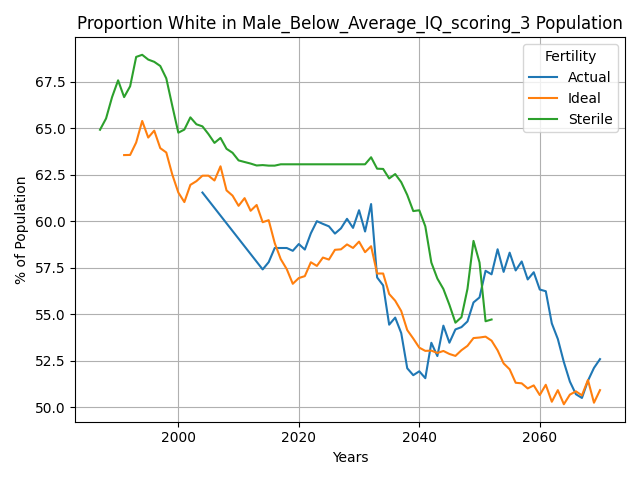 Proportion White in Male_Below_Average_IQ_scoring_3 Population
Fertility
Actual
Ideal
Sterile
% of Population
67.5
65.0
62.5
60.0
57.5
55.0
52.5
50.0
2000
2020
2040
2060
Years